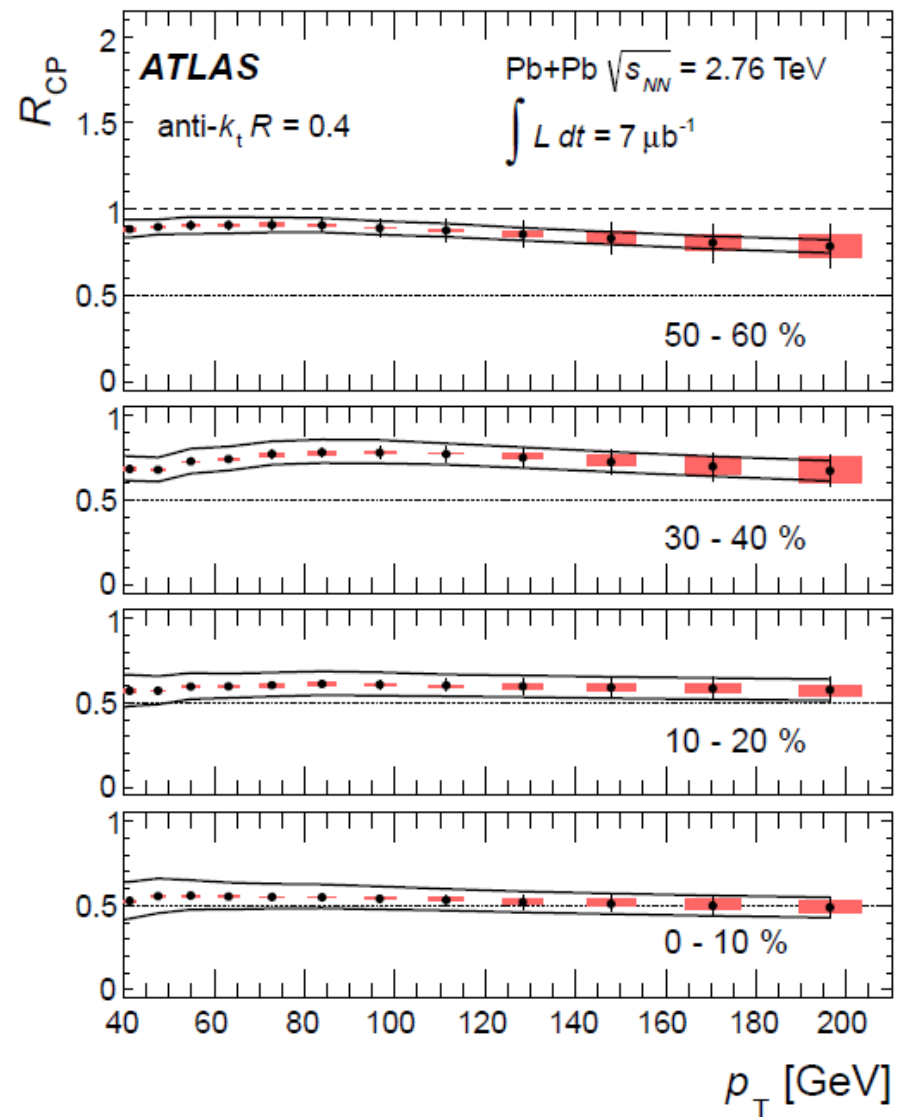 R_CP
2
1.5
1
0.5
0
ATLAS
anti-k_t R = 0.4
Pb+Pb √s_NN = 2.76 TeV
∫ L dt = 7 μb⁻¹
50 - 60 %
1
0.5
0
30 - 40 %
1
0.5
0
10 - 20 %
1
0.5
0
0 - 10 %
40 60 80 100 120 140 160 180 200
p_T [GeV]